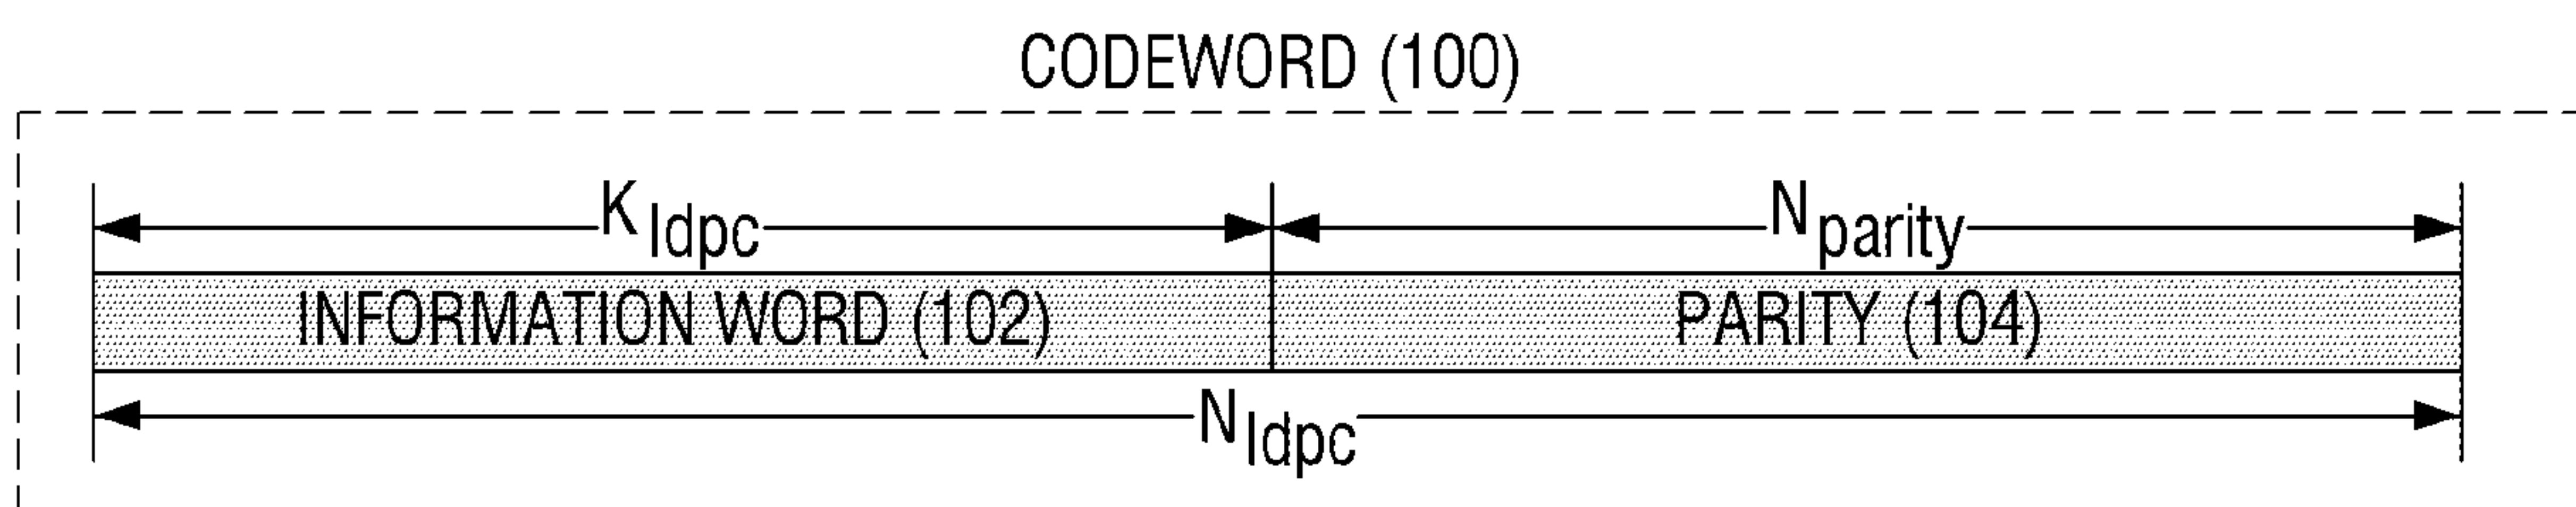 CODEWORD (100)
K ldpc N parity
INFORMATION WORD (102) PARITY (104)
N ldpc